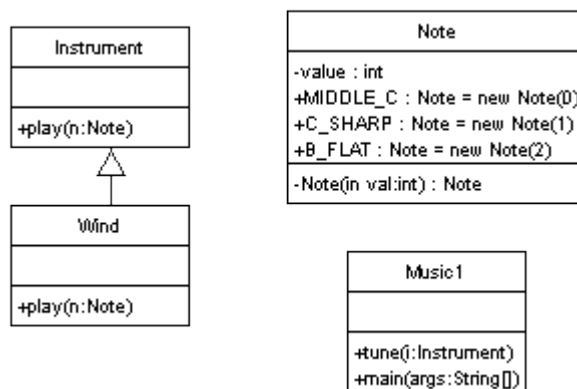 Instrument
+play(n:Note)
Wind
+play(n:Note)
Note
-value : int
+MIDDLE_C : Note = new Note(0)
+C_SHARP : Note = new Note(1)
+B_FLAT : Note = new Note(2)
-Note(in val:int) : Note
Music1
+tune(i:Instrument)
+main(args:String[])